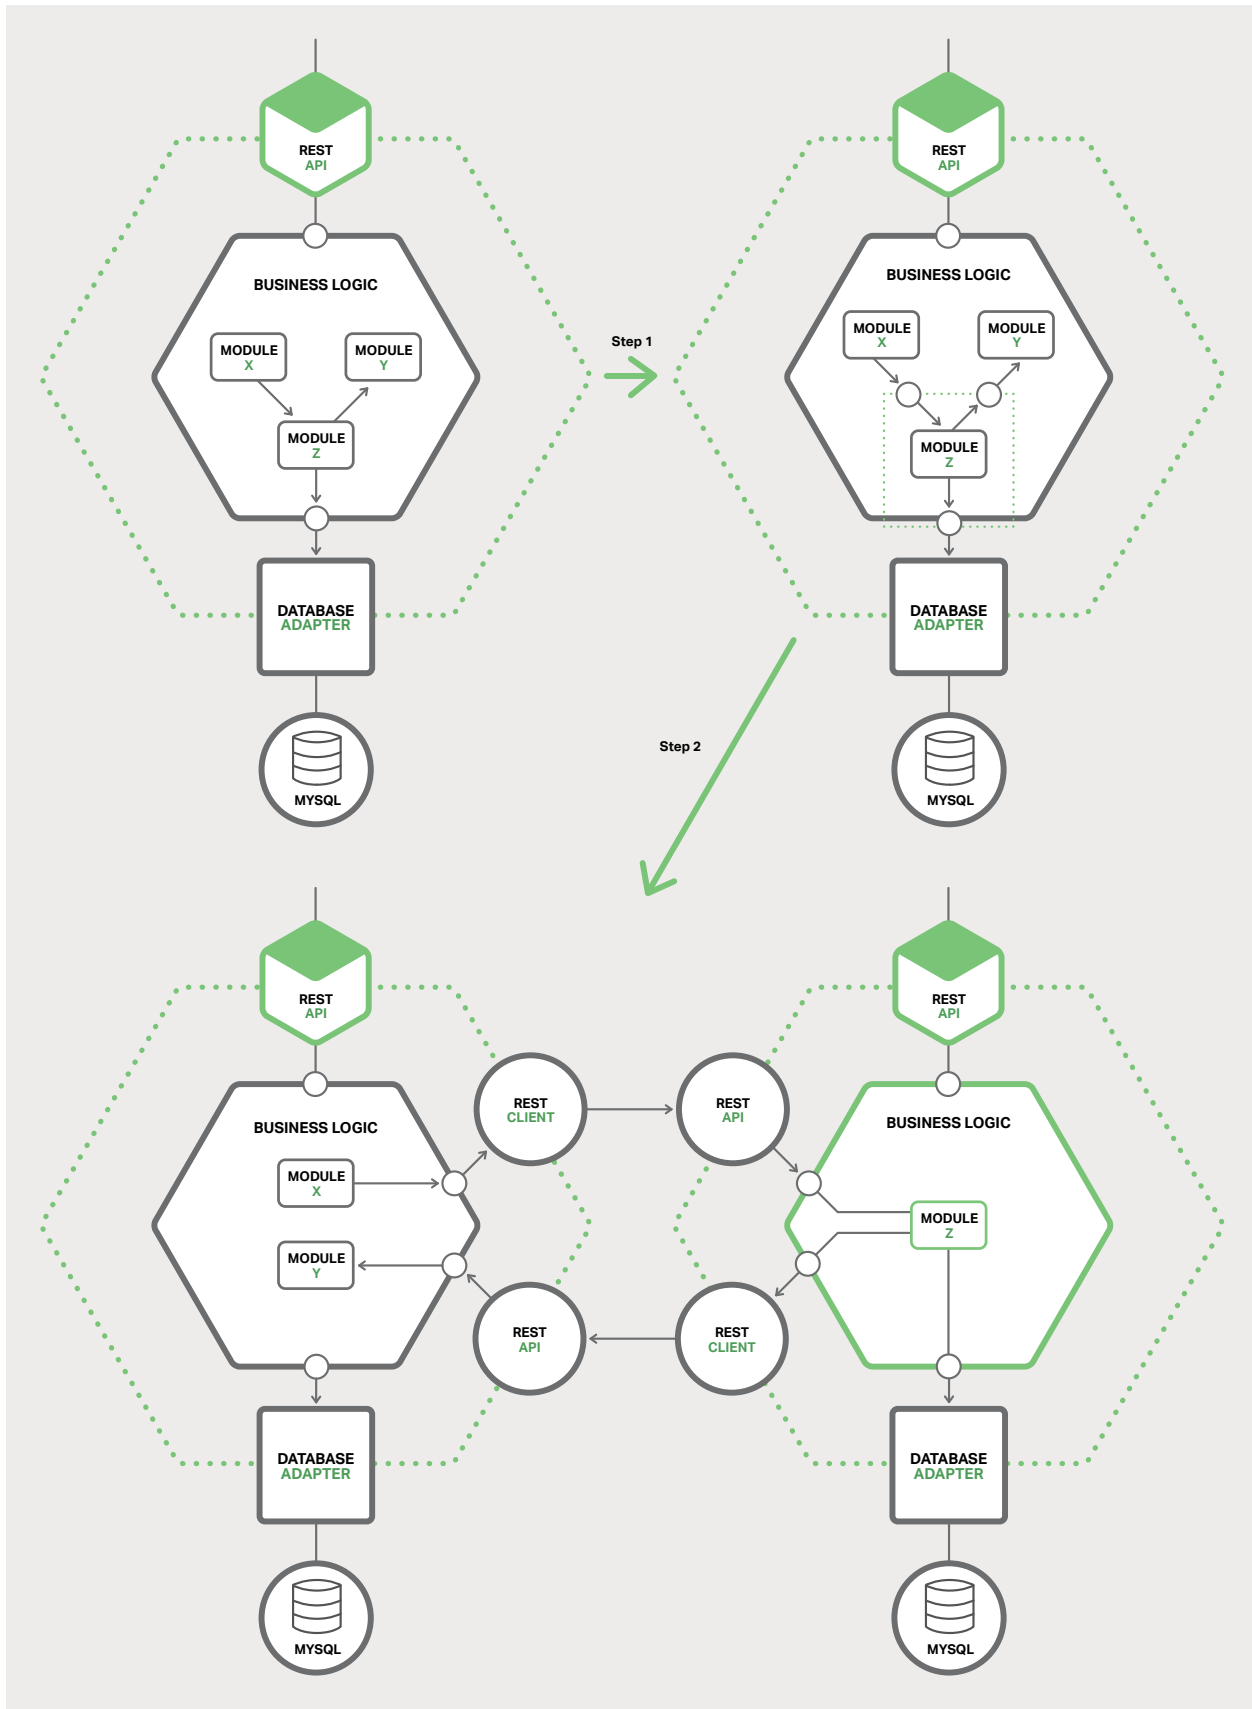 REST
API
BUSINESS LOGIC
MODULE
X
MODULE
Y
MODULE
Z
DATABASE
ADAPTER
MYSQL
Step 1
REST
API
BUSINESS LOGIC
MODULE
X
MODULE
Y
MODULE
Z
DATABASE
ADAPTER
MYSQL
Step 2
REST
API
BUSINESS LOGIC
MODULE
X
MODULE
Y
REST
CLIENT
REST
API
DATABASE
ADAPTER
MYSQL
REST
API
REST
API
BUSINESS LOGIC
MODULE
Z
REST
CLIENT
DATABASE
ADAPTER
MYSQL